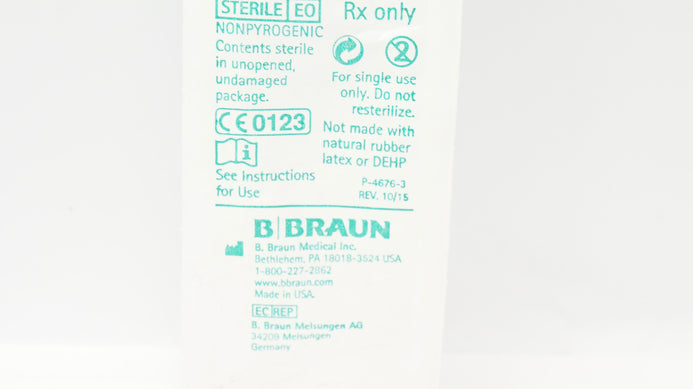 STERILE EO
Rx only
NONPYROGENIC
Contents sterile
in unopened,
undamaged
package.
2
For single use
only. Do not
resterilize.
CE 0123
Not made with
natural rubber
latex or DEHP
i
See Instructions
for Use
P-4676-3
REV. 10/15
B|BRAUN
B. Braun Medical Inc.
Bethlehem, PA 18018-3524 USA
1-800-227-2862
www.bbraun.com
Made in USA.
EC REP
B. Braun Melsungen AG
34209 Melsungen
Germany